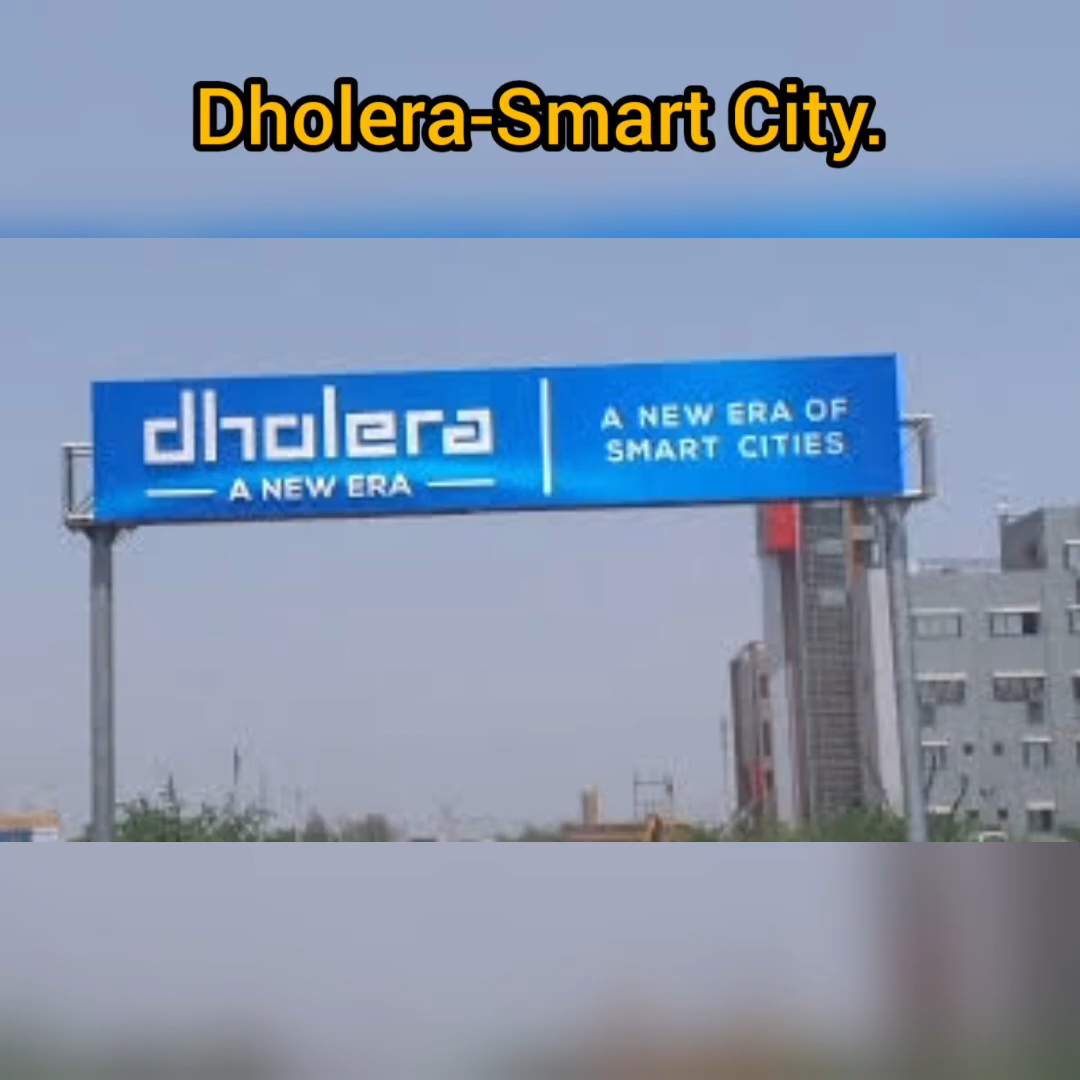 Dholera-Smart City.
dholera
A NEW ERA
A NEW ERA OF
SMART CITIES